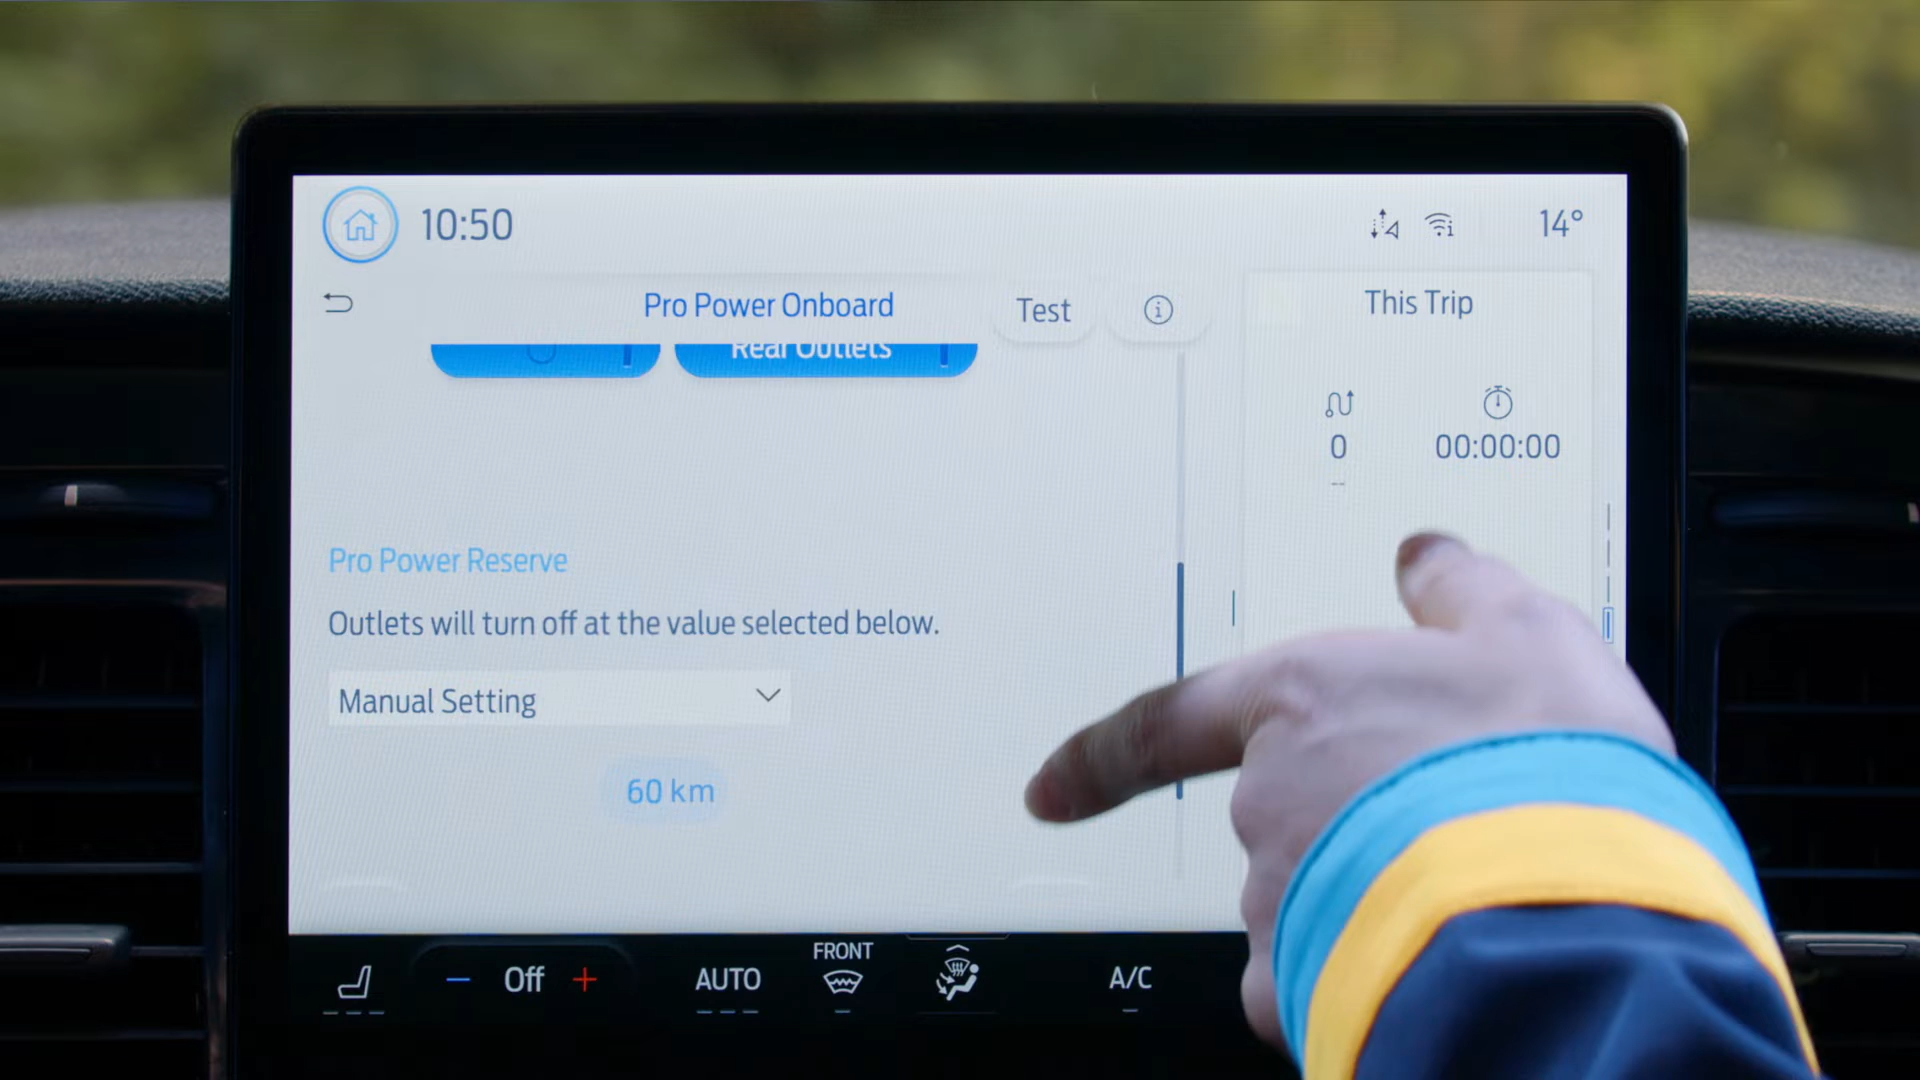 10:50
14°
Pro Power Onboard
Test
This Trip
Rear Outlets
0
00:00:00
--
Pro Power Reserve
Outlets will turn off at the value selected below.
Manual Setting
60 km
FRONT
Off
AUTO
A/C